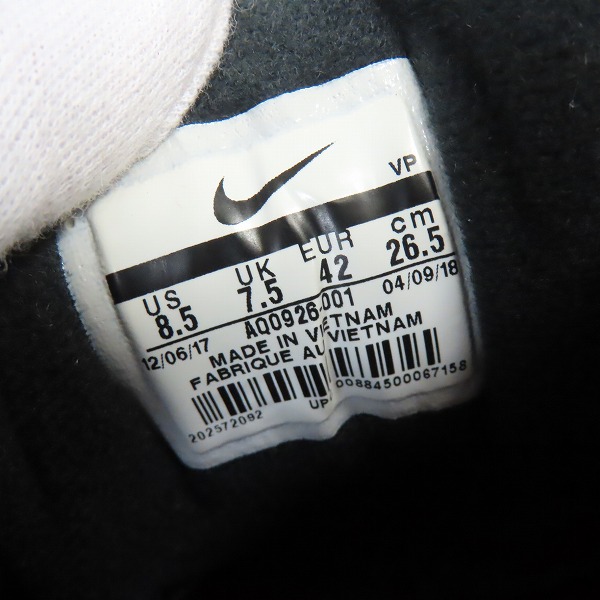 VP
US UK EUR cm
8.5 7.5 42 26.5
12/06/17 AQ0926-001 04/09/18
MADE IN VIETNAM
FABRIQUE AU VIETNAM
202572092 UP 00884500067158